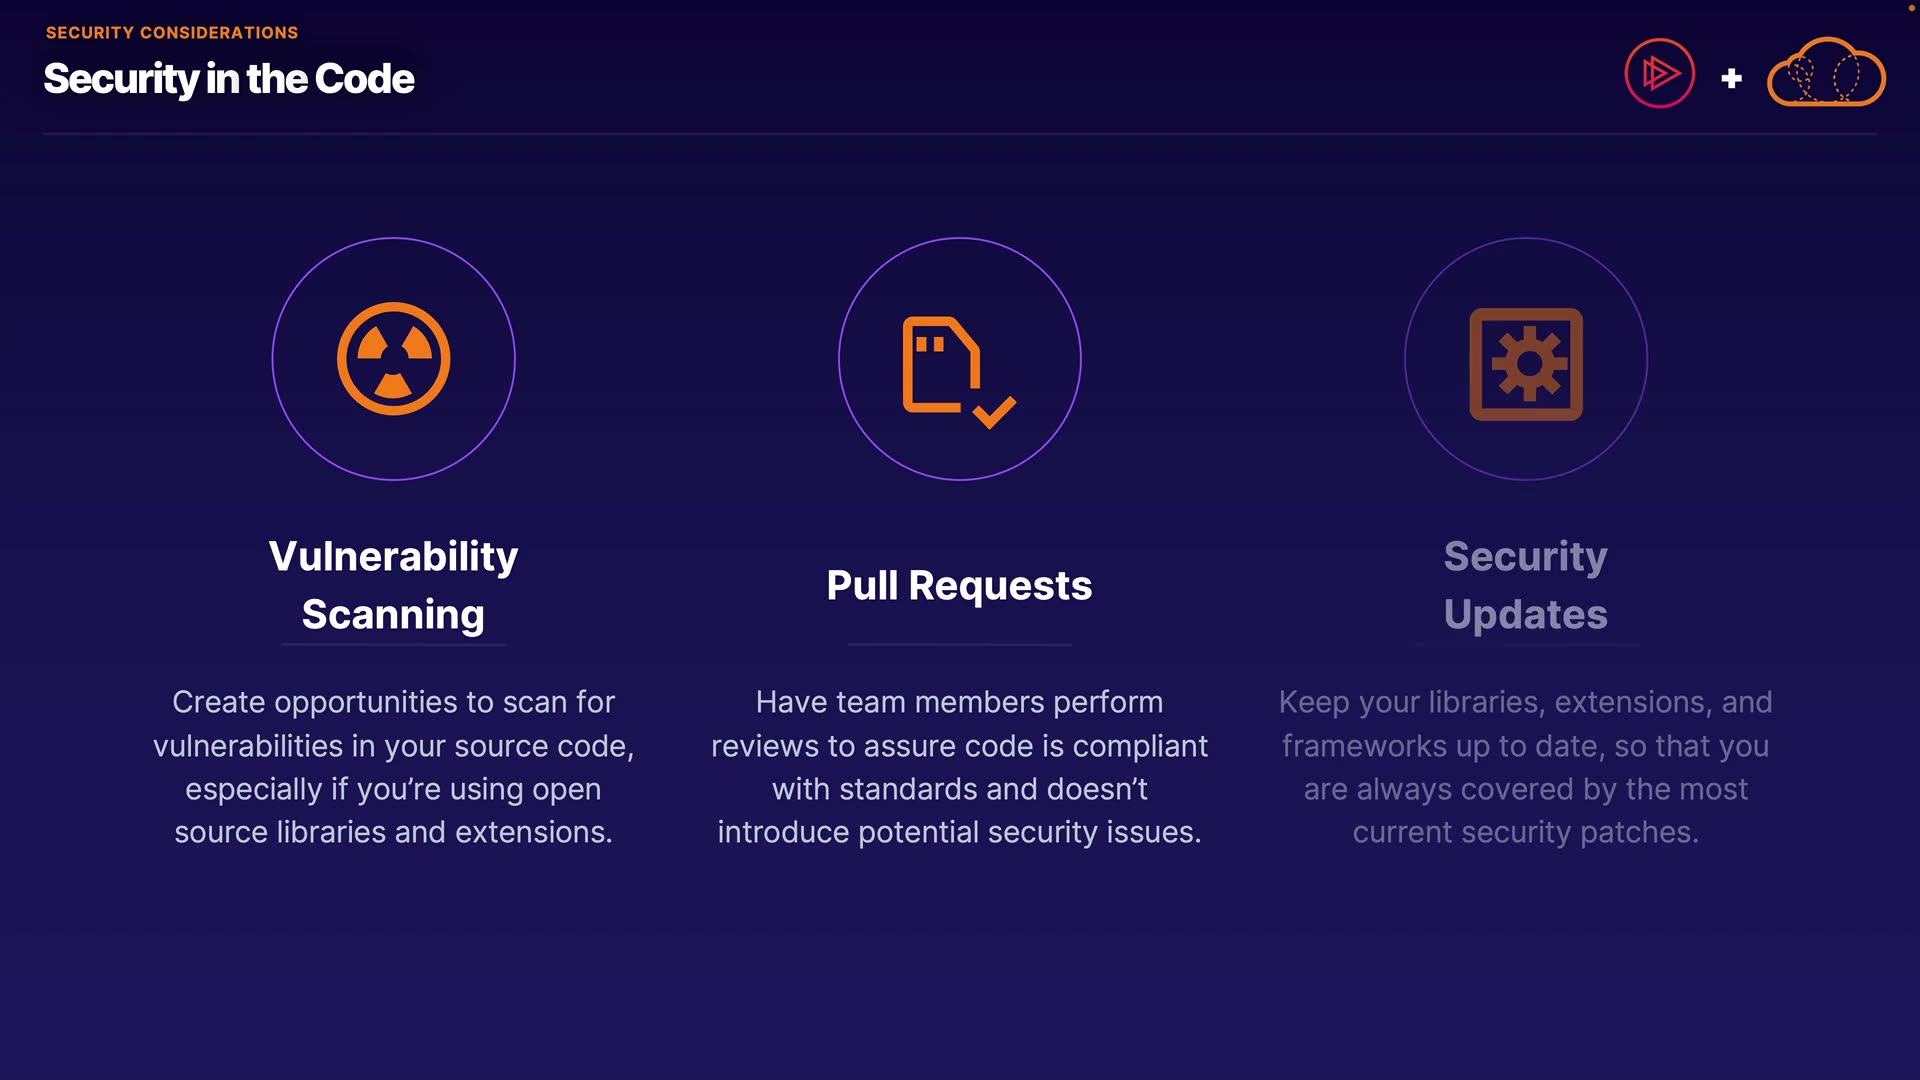 SECURITY CONSIDERATIONS
Security in the Code
+
Vulnerability
Scanning
Create opportunities to scan for
vulnerabilities in your source code,
especially if you’re using open
source libraries and extensions.
Pull Requests
Have team members perform
reviews to assure code is compliant
with standards and doesn’t
introduce potential security issues.
Security
Updates
Keep your libraries, extensions, and
frameworks up to date, so that you
are always covered by the most
current security patches.